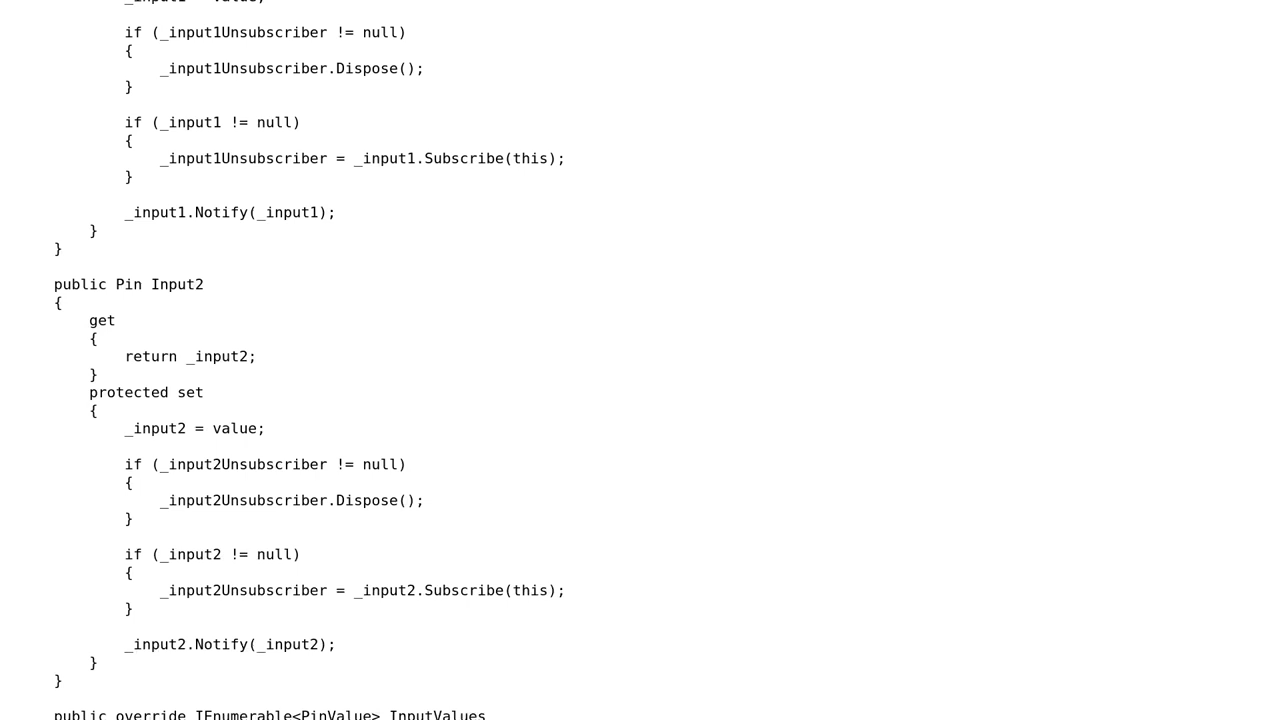 _input1 = value;
if (_input1Unsubscriber != null)
{
_input1Unsubscriber.Dispose();
}
if (_input1 != null)
{
_input1Unsubscriber = _input1.Subscribe(this);
}
_input1.Notify(_input1);
}
}
public Pin Input2
{
get
{
return _input2;
}
protected set
{
_input2 = value;
if (_input2Unsubscriber != null)
{
_input2Unsubscriber.Dispose();
}
if (_input2 != null)
{
_input2Unsubscriber = _input2.Subscribe(this);
}
_input2.Notify(_input2);
}
}
public override IEnumerable<PinValue> InputValues